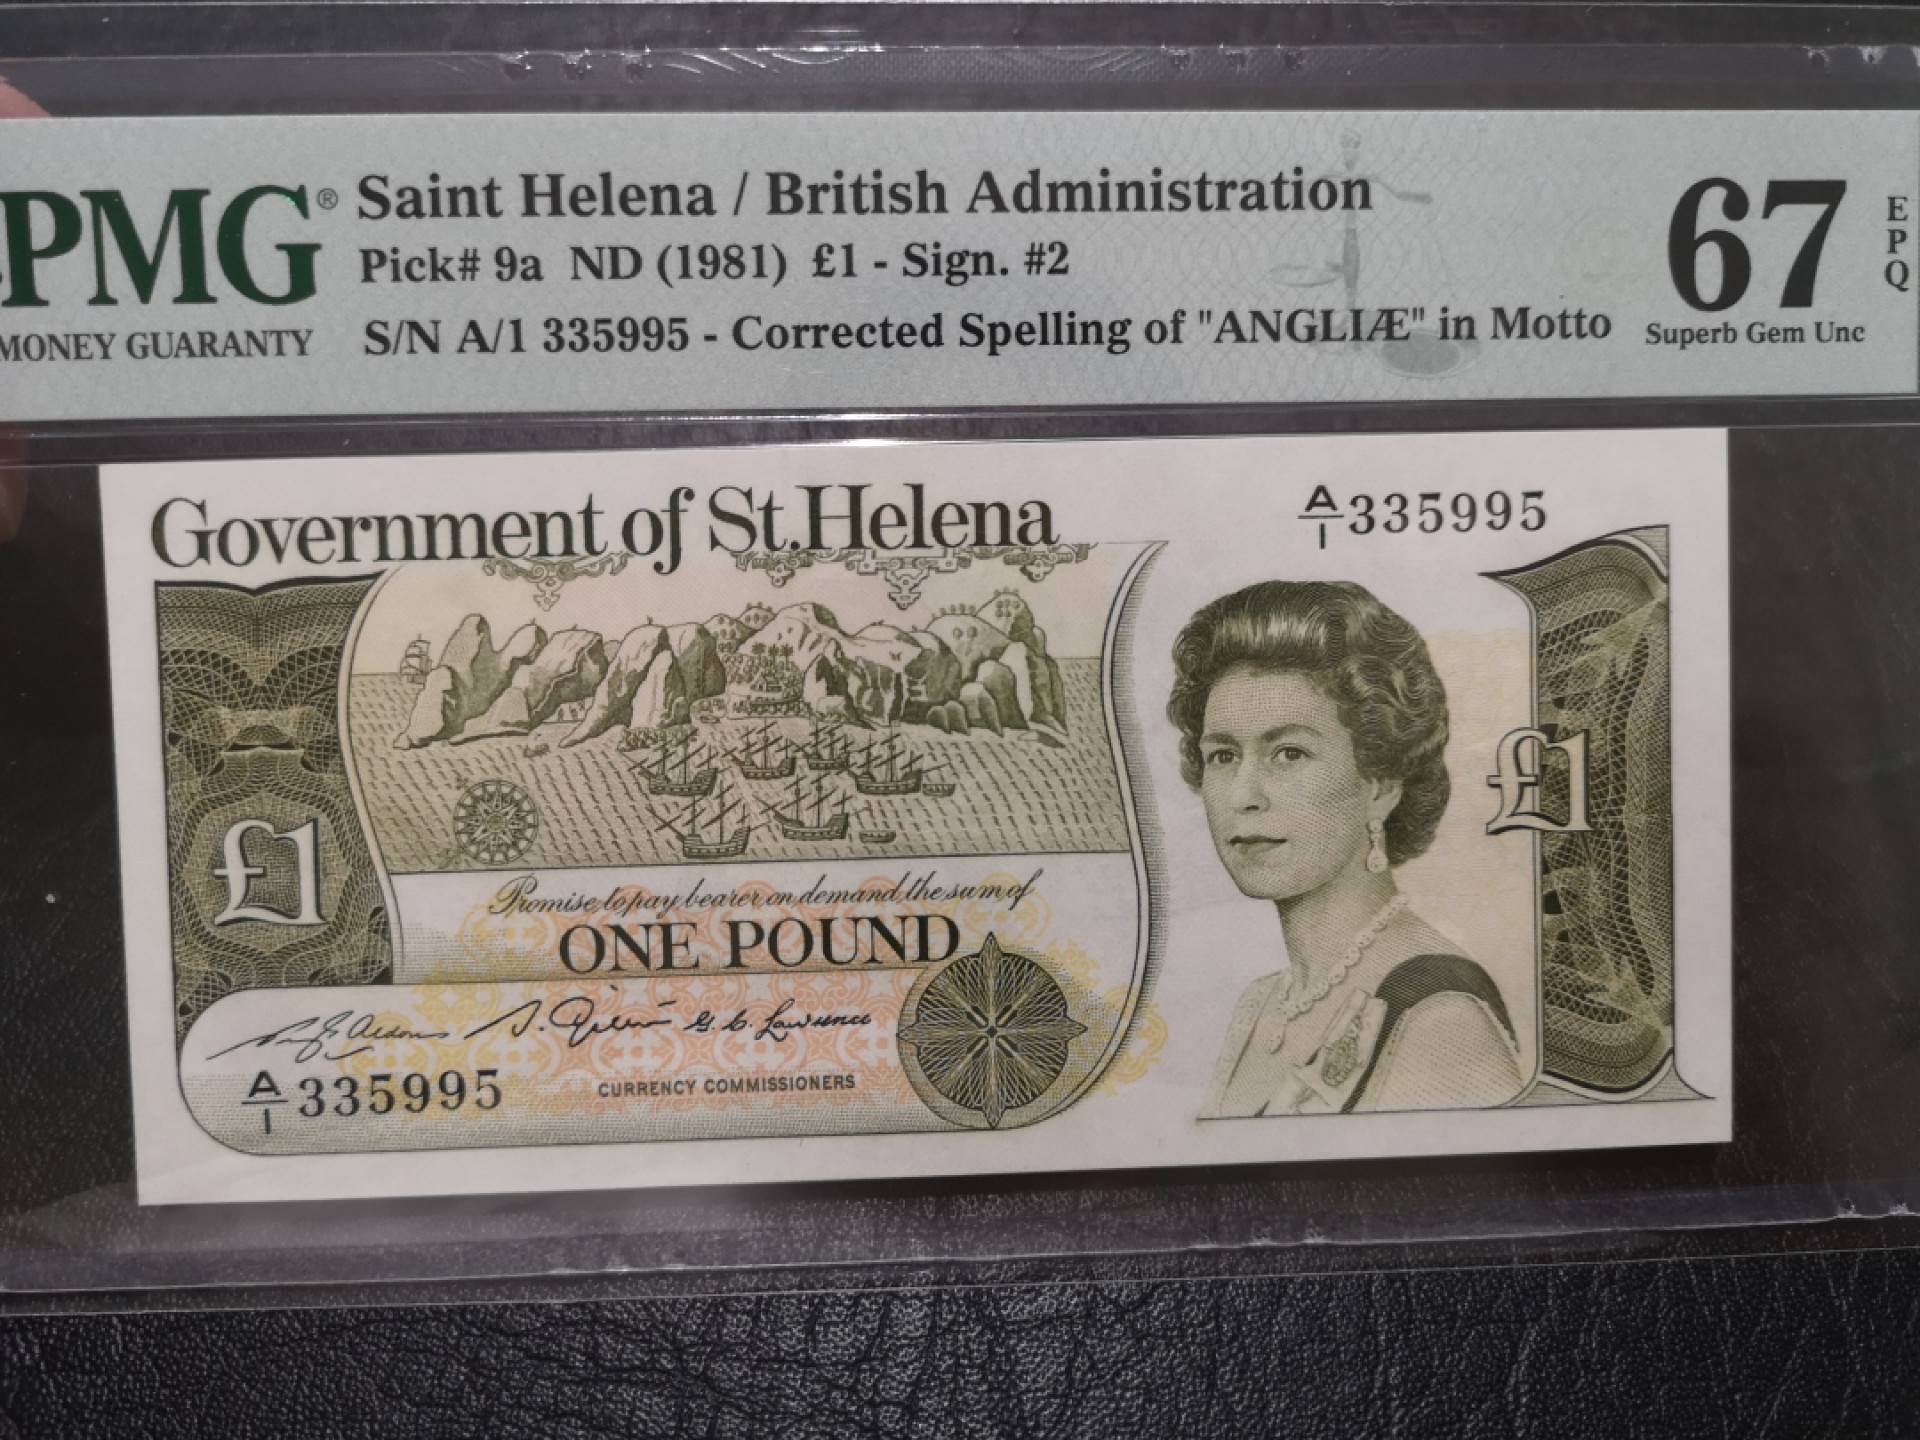 PMG®
MONEY GUARANTY
Saint Helena / British Administration
Pick# 9a ND (1981) £1 - Sign. #2
S/N A/1 335995 - Corrected Spelling of "ANGLIÆ" in Motto
67
EPQ
Superb Gem Unc
Government of St. Helena
A/1 335995
£1
£1
Promise to pay bearer on demand the sum of
ONE POUND
G. C. Lawrence
A/1 335995
CURRENCY COMMISSIONERS